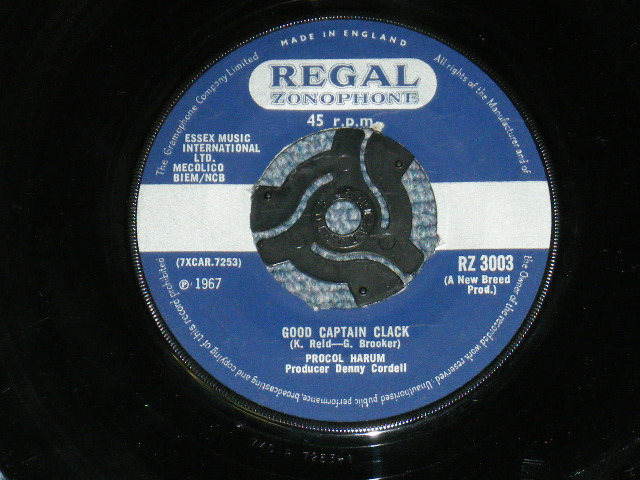 MADE IN ENGLAND
The Gramophone Company Limited
All rights of the Manufacturer and of
REGAL
ZONOPHONE
45 r.p.m.
ESSEX MUSIC
INTERNATIONAL
LTD.
MECOLICO
BIEM/NCB
(7XCAR.7253)
℗ 1967
RZ 3003
(A New Breed
Prod.)
GOOD CAPTAIN CLACK
(K. Reid—G. Brooker)
PROCOL HARUM
Producer Denny Cordell
the Owner of the recorded work reserved. Unauthorised public performance, broadcasting and copying of this record prohibited